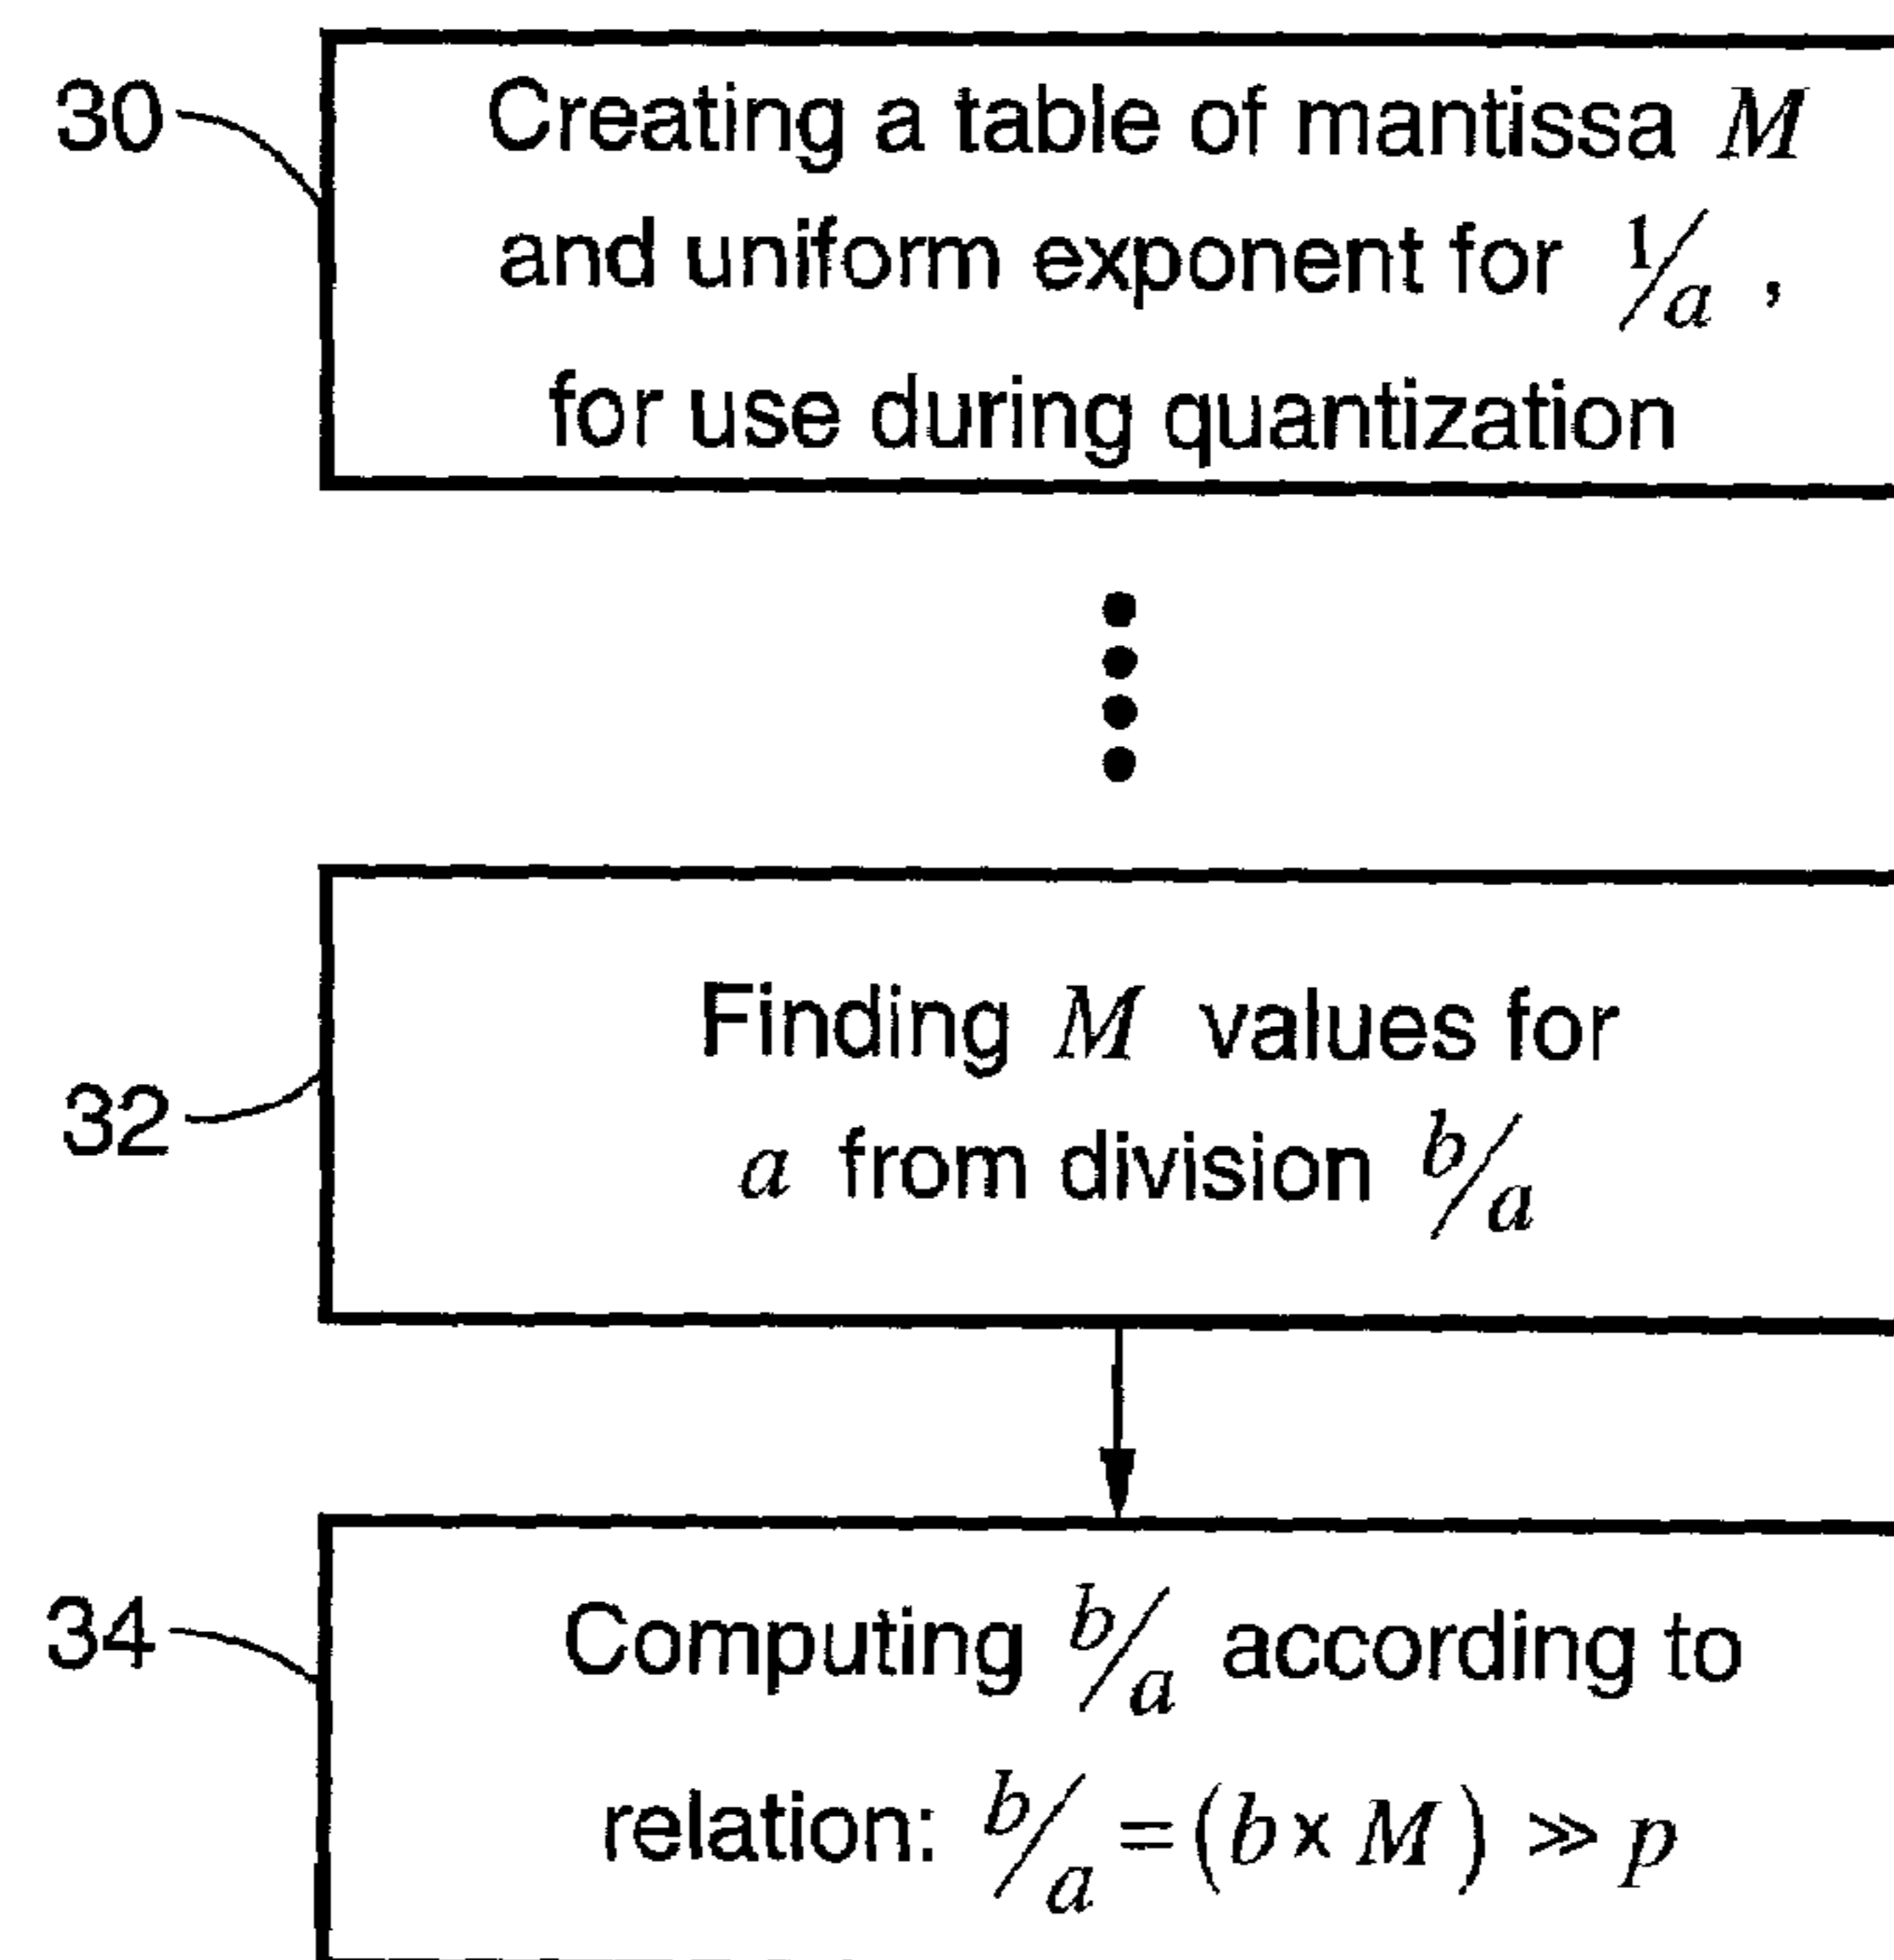 30
Creating a table of mantissa M
and uniform exponent for 1/a ,
for use during quantization
32
Finding M values for
a from division b/a
34
Computing b/a according to
relation: b/a = (b × M) ≫ p